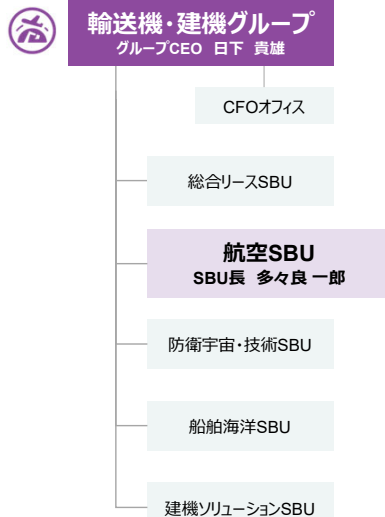 輸送機・建機グループ
グループCEO 日下 貴雄
CFOオフィス
総合リースSBU
航空SBU
SBU長 多々良 一郎
防衛宇宙・技術SBU
船舶海洋SBU
建機ソリューションSBU